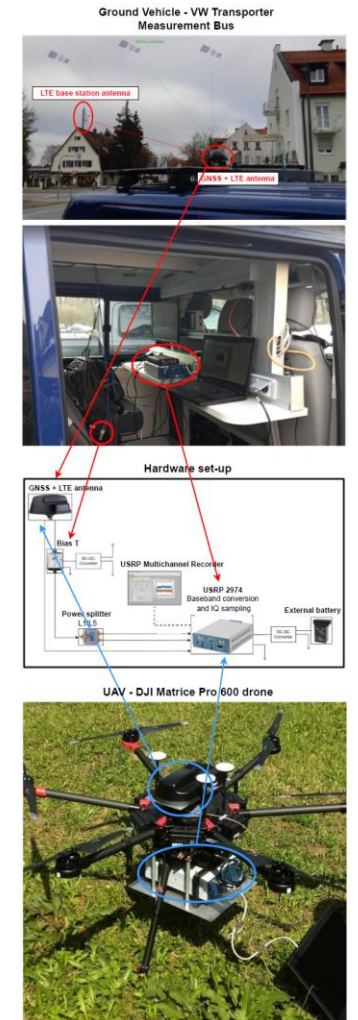 Ground Vehicle - VW Transporter
Measurement Bus
LTE base station antenna
GNSS + LTE antenna
Hardware set-up
GNSS + LTE antenna
Bias T
DC-DC
Converter
USRP Multichannel Recorder
USRP 2974
Baseband conversion
and IQ sampling
Power splitter
L1/L5
External battery
DC-DC
Converter
UAV - DJI Matrice Pro 600 drone